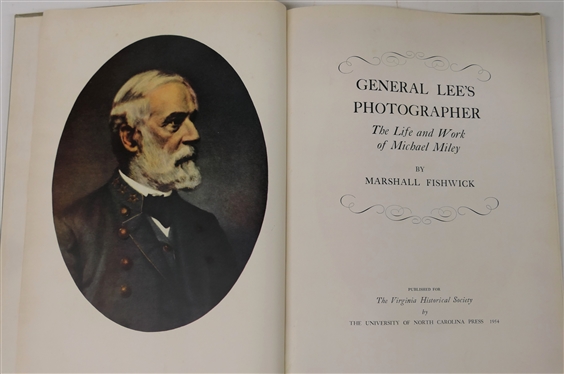 GENERAL LEE'S
PHOTOGRAPHER
The Life and Work
of Michael Miley
BY
MARSHALL FISHWICK
PUBLISHED FOR
The Virginia Historical Society
by
THE UNIVERSITY OF NORTH CAROLINA PRESS 1954